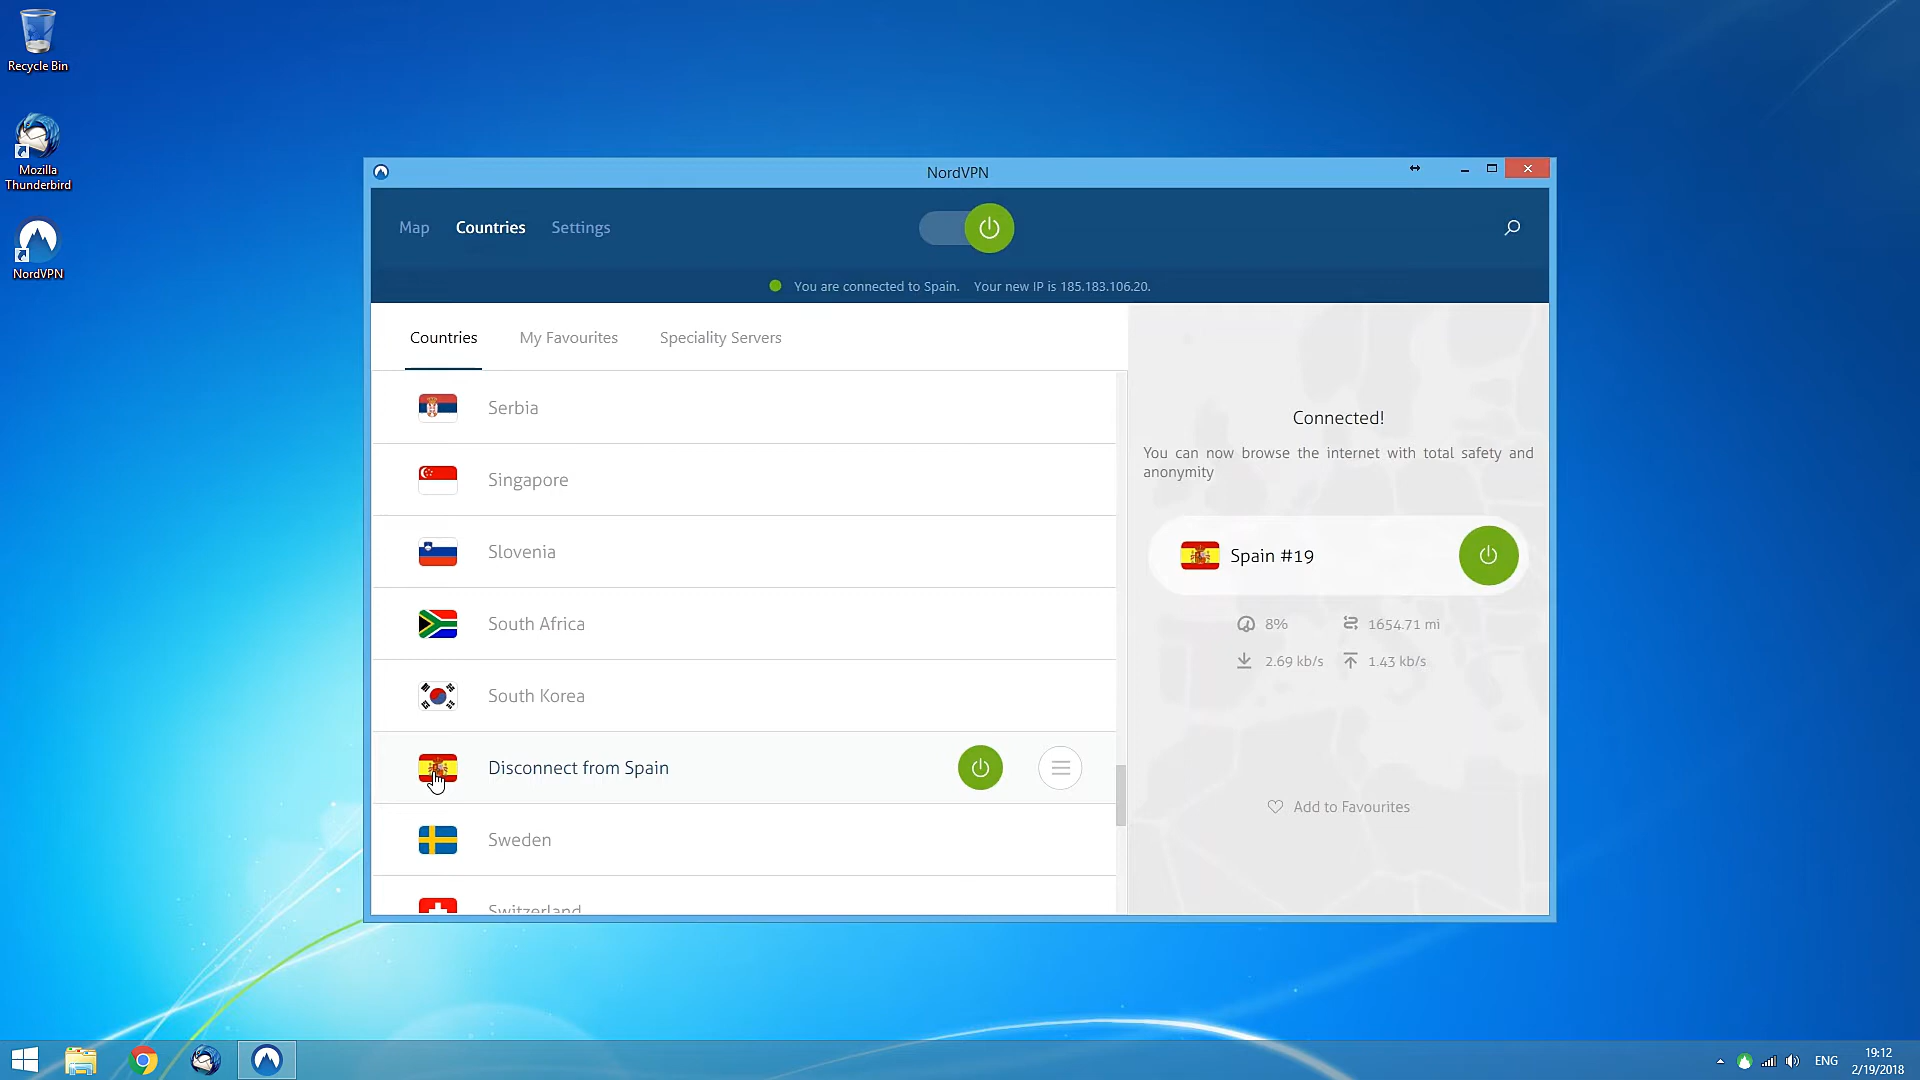 Recycle Bin
Mozilla
Thunderbird
NordVPN
NordVPN
Map
Countries
Settings
You are connected to Spain. Your new IP is 185.183.106.20.
Countries
My Favourites
Speciality Servers
Serbia
Singapore
Slovenia
South Africa
South Korea
Disconnect from Spain
Sweden
Switzerland
Connected!
You can now browse the internet with total safety and
anonymity
Spain #19
8%
1654.71 mi
2.69 kb/s
1.43 kb/s
Add to Favourites
ENG
19:12
2/19/2018